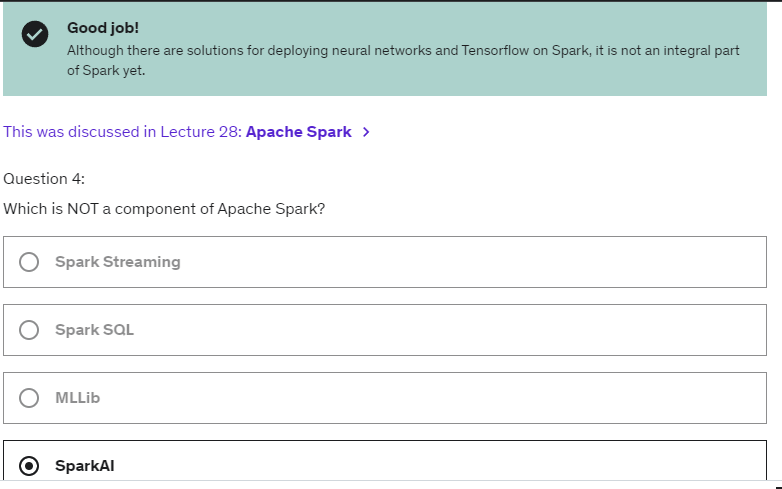 Good job!
Although there are solutions for deploying neural networks and Tensorflow on Spark, it is not an integral part
of Spark yet.
This was discussed in Lecture 28: Apache Spark >
Question 4:
Which is NOT a component of Apache Spark?
Spark Streaming
Spark SQL
MLLib
SparkAI